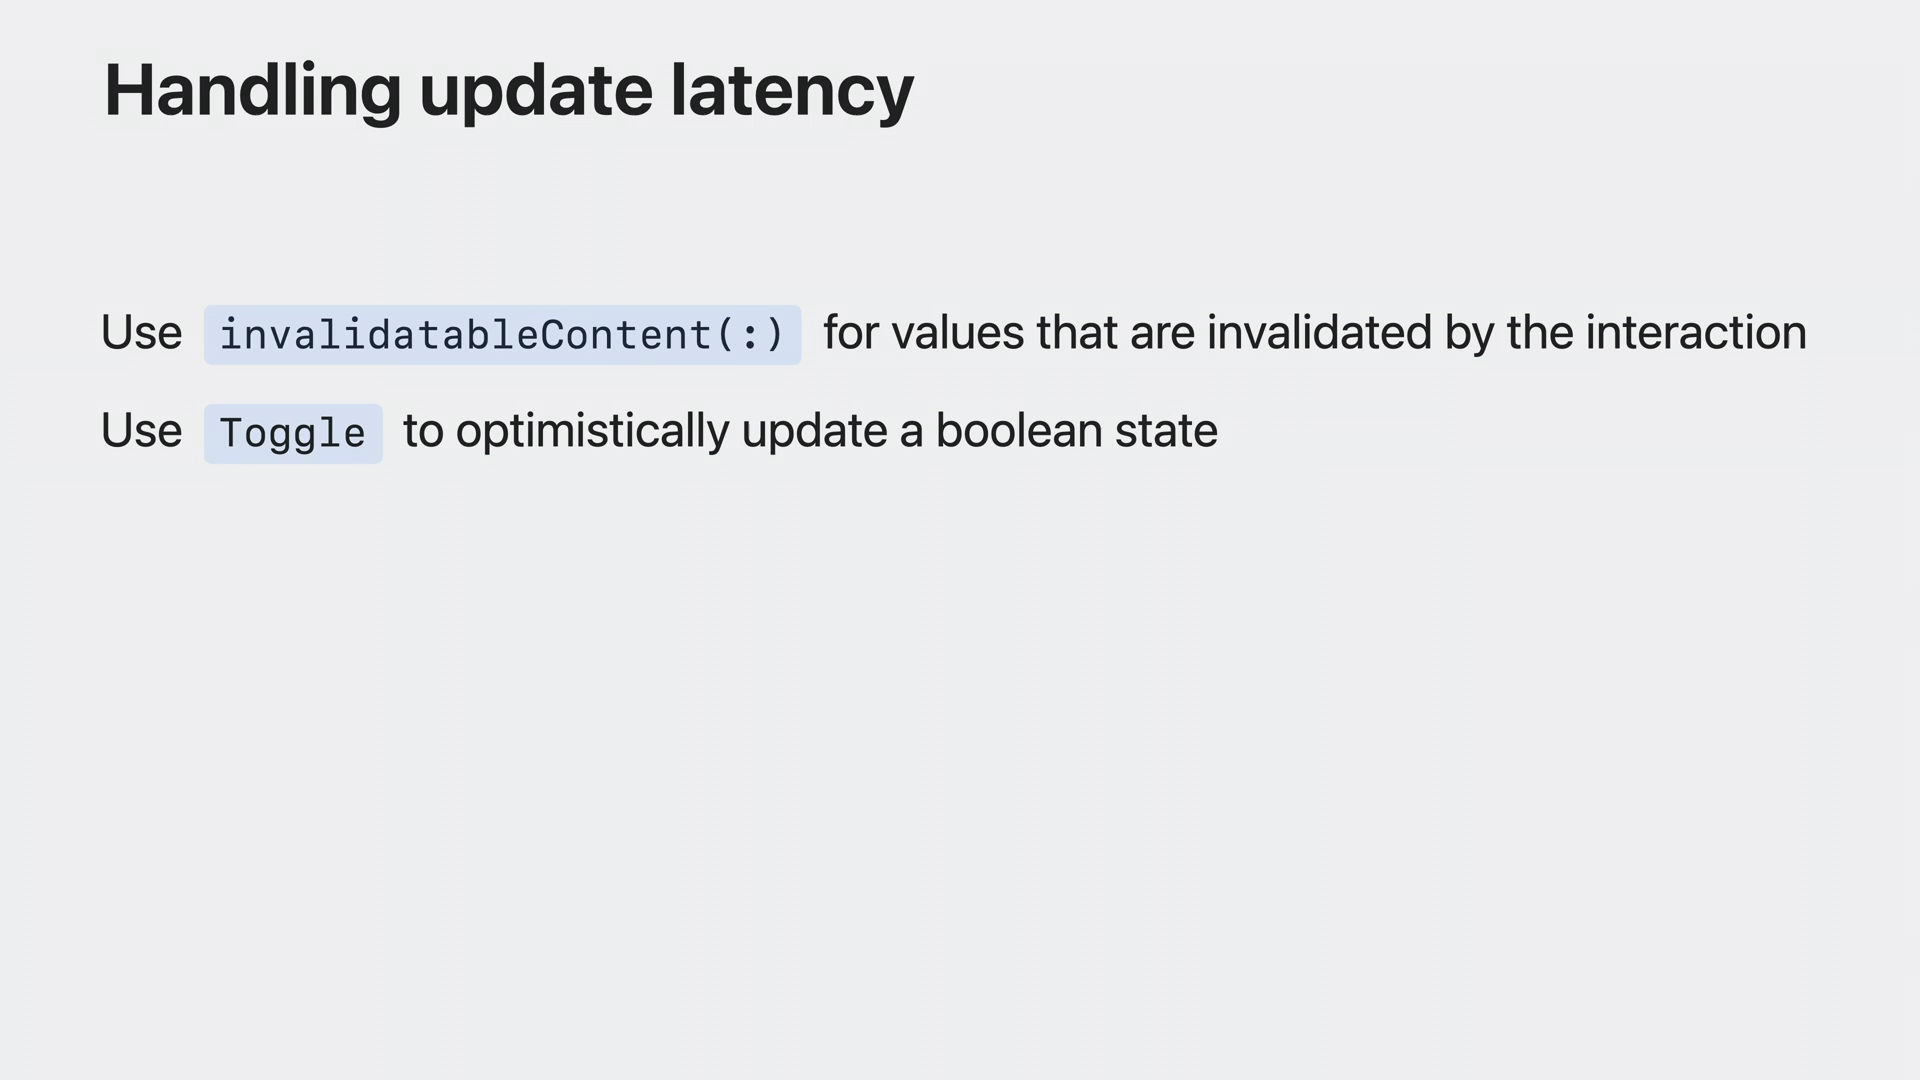 Handling update latency
Use invalidatableContent(:) for values that are invalidated by the interaction
Use Toggle to optimistically update a boolean state